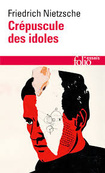 Friedrich Nietzsche
Crépuscule
des idoles
folio
essais